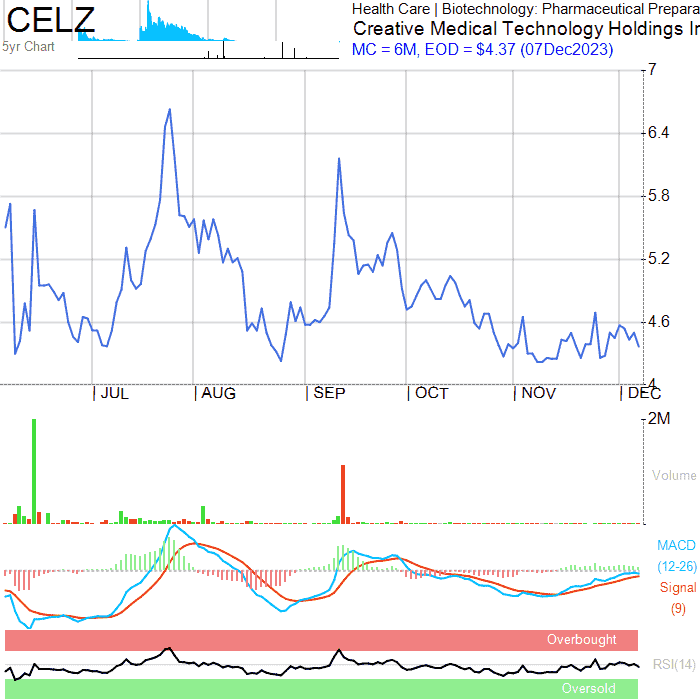 CELZ
5yr Chart
Health Care | Biotechnology: Pharmaceutical Prepara
Creative Medical Technology Holdings In
MC = 6M, EOD = $4.37 (07Dec2023)
7
6.4
5.8
5.2
4.6
4
JUL AUG SEP OCT NOV DEC
2M
Volume
MACD
(12-26)
Signal
(9)
Overbought
RSI(14)
Oversold